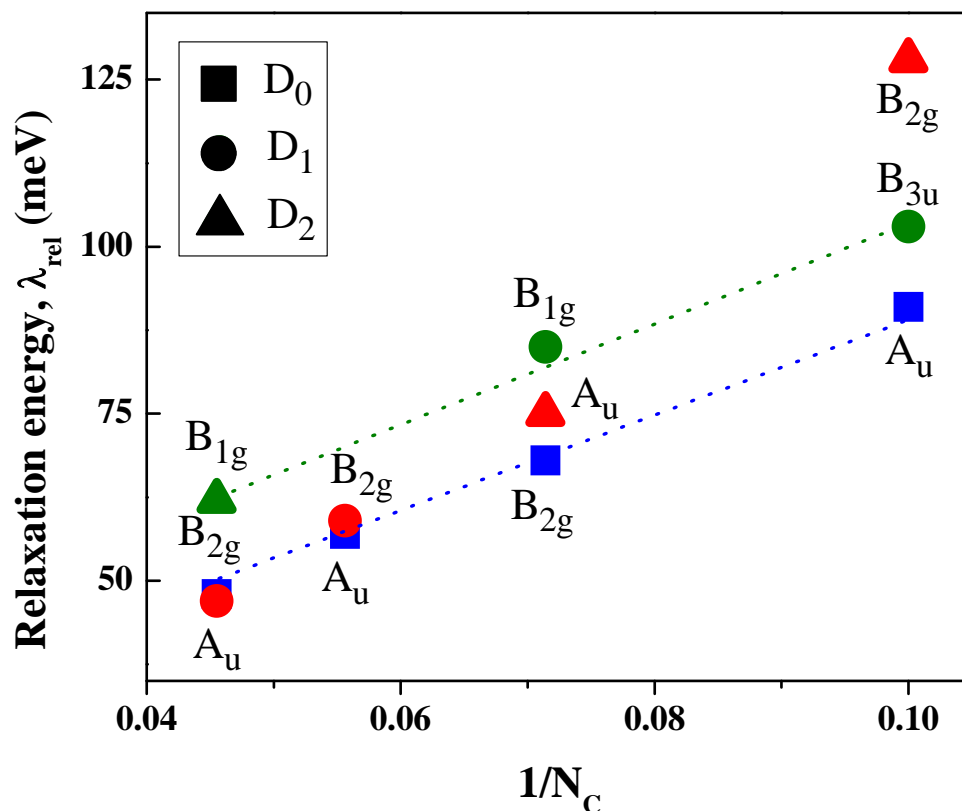 Relaxation energy, λrel (meV)
125
100
75
50
D0
D1
D2
B2g
B3u
Au
B1g
Au
B2g
B1g
B2g
B2g
Au
Au
0.04
0.06
0.08
0.10
1/NC